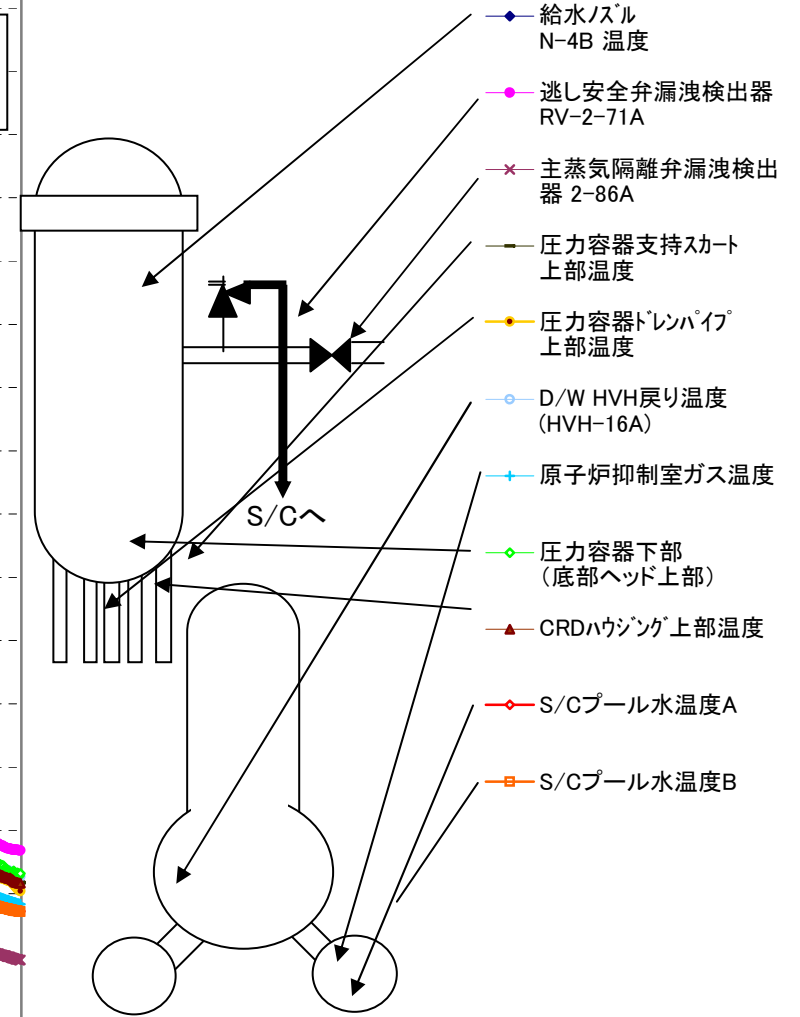 給水ノズル
N-4B 温度
逃し安全弁漏洩検出器
RV-2-71A
主蒸気隔離弁漏洩検出
器 2-86A
圧力容器支持スカート
上部温度
圧力容器ドレンパイプ
上部温度
D/W HVH戻り温度
(HVH-16A)
原子炉抑制室ガス温度
S/Cへ
圧力容器下部
(底部ヘッド上部)
CRDハウジング上部温度
S/Cプール水温度A
S/Cプール水温度B